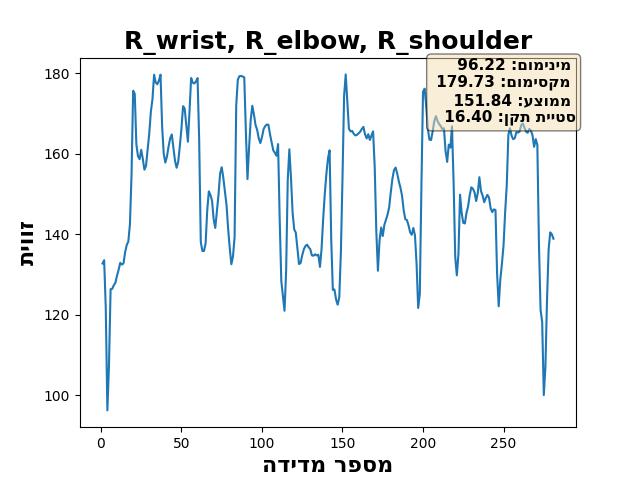 R_wrist, R_elbow, R_shoulder
מינימום: 96.22
מקסימום: 179.73
ממוצע: 151.84
סטיית תקן: 16.40
180
160
140
120
100
זווית
0 50 100 150 200 250
מספר מדידה